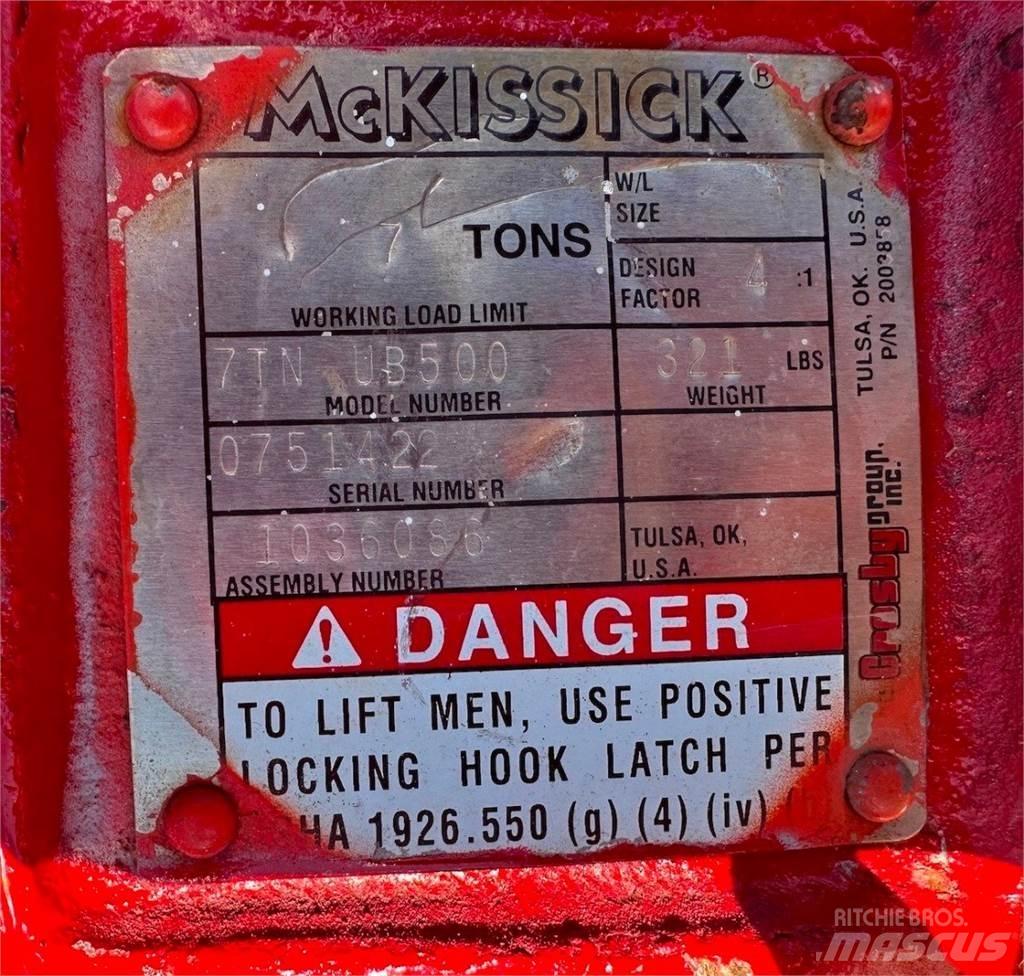 McKISSICK®
7 TONS
WORKING LOAD LIMIT
W/L
SIZE
DESIGN
FACTOR 4 :1
7TN UB500
MODEL NUMBER
321 LBS
WEIGHT
0751422
SERIAL NUMBER
1036086
ASSEMBLY NUMBER
TULSA, OK,
U.S.A.
TULSA, OK. U.S.A.
P/N 2003858
Crosby group, inc.
DANGER
TO LIFT MEN, USE POSITIVE
LOCKING HOOK LATCH PER
1926.550 (g) (4) (iv)
RITCHIE BROS.
MASCUS